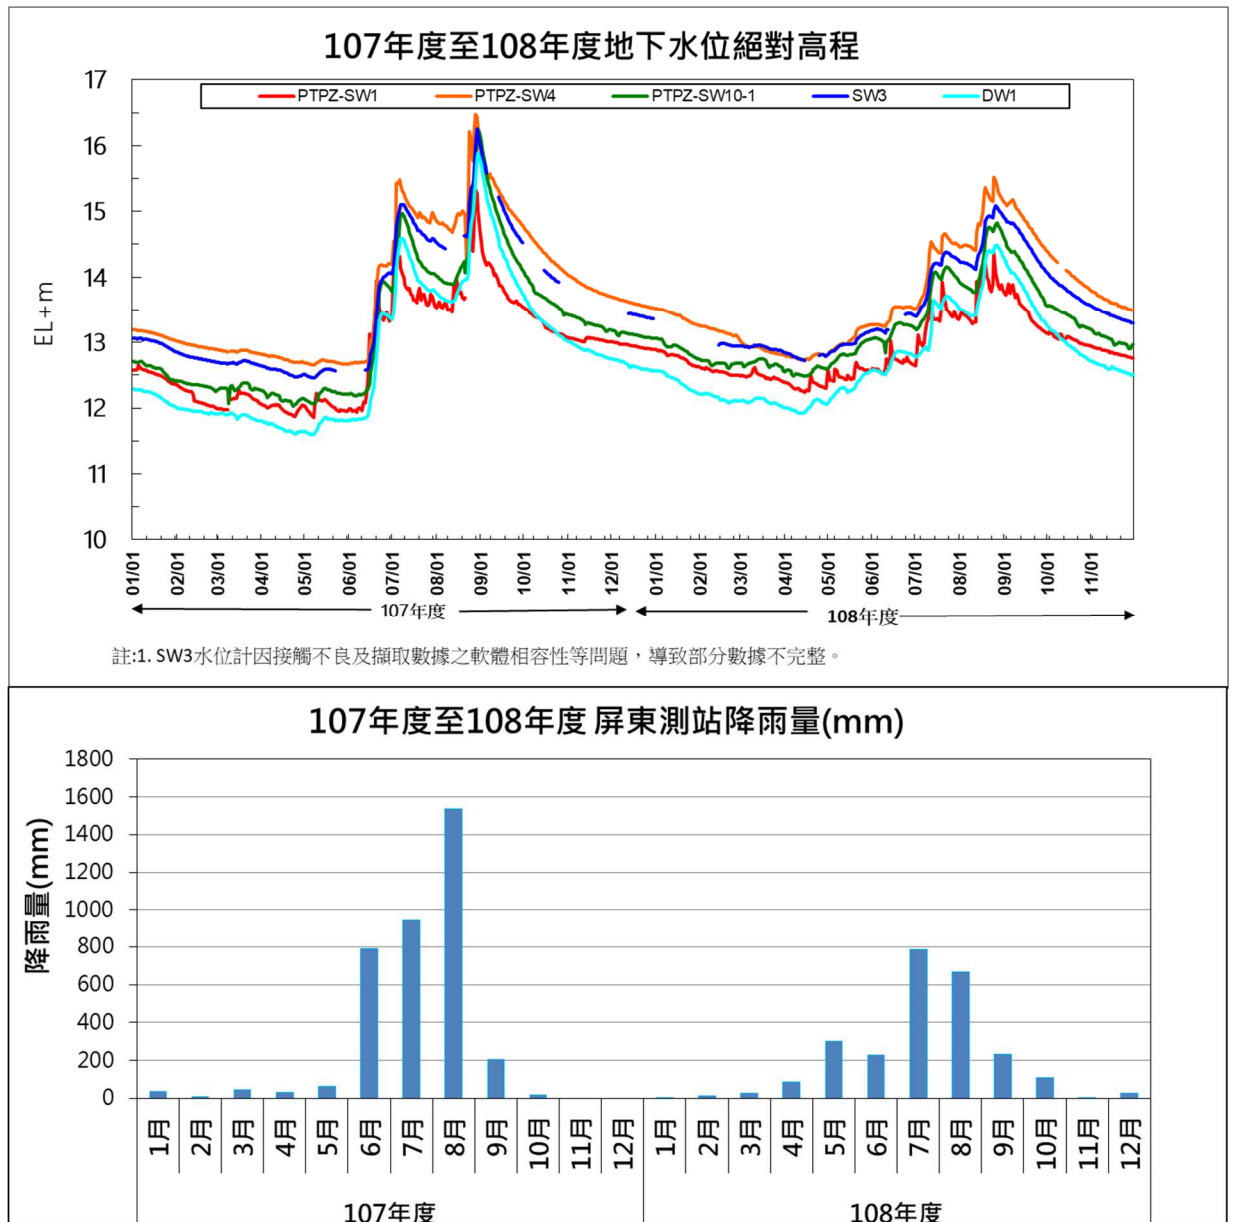 107年度至108年度地下水位絕對高程
PTPZ-SW1 PTPZ-SW4 PTPZ-SW10-1 SW3 DW1
EL+m
17
16
15
14
13
12
11
10
01/01 02/01 03/01 04/01 05/01 06/01 07/01 08/01 09/01 10/01 11/01 12/01 01/01 02/01 03/01 04/01 05/01 06/01 07/01 08/01 09/01 10/01 11/01
107年度 108年度
註:1. SW3水位計因接觸不良及擷取數據之軟體相容性等問題，導致部分數據不完整。
107年度至108年度 屏東測站降雨量(mm)
降雨量(mm)
1800
1600
1400
1200
1000
800
600
400
200
0
1月 2月 3月 4月 5月 6月 7月 8月 9月 10月 11月 12月 1月 2月 3月 4月 5月 6月 7月 8月 9月 10月 11月 12月
107年度 108年度